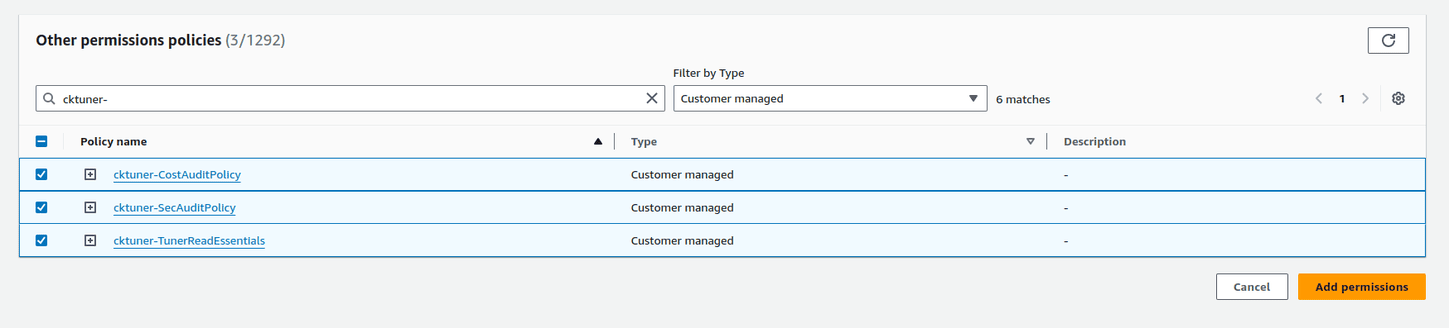 Other permissions policies (3/1292)
Filter by Type
cktuner-
Customer managed
6 matches
1
Policy name
Type
Description
cktuner-CostAuditPolicy
Customer managed
-
cktuner-SecAuditPolicy
Customer managed
-
cktuner-TunerReadEssentials
Customer managed
-
Cancel
Add permissions